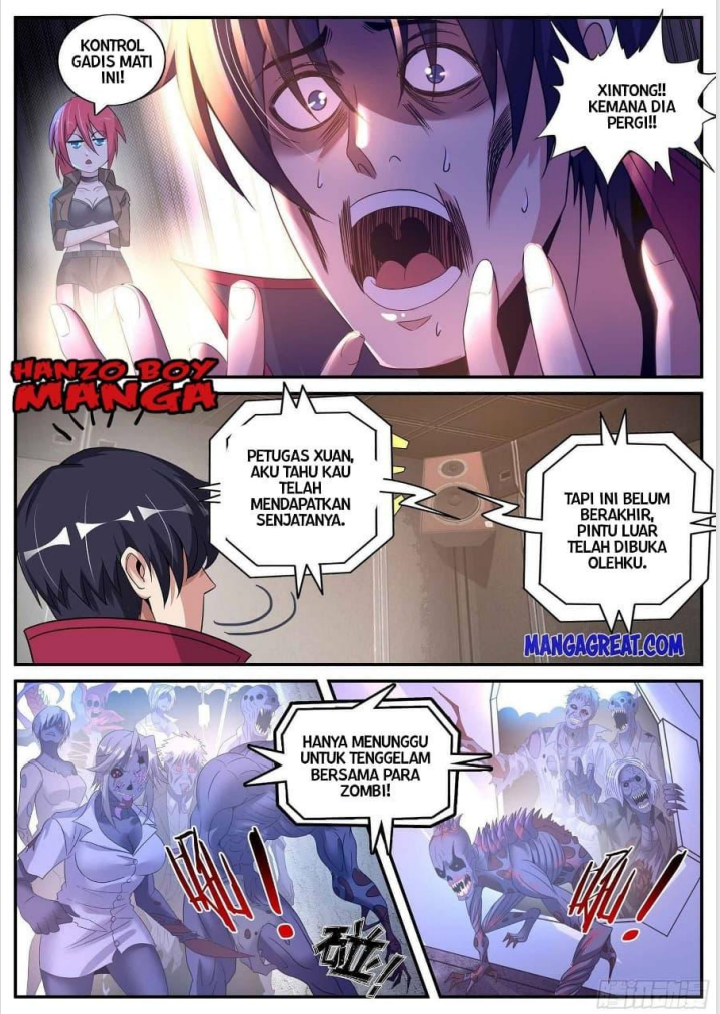 KONTROL
GADIS MATI
INI!
XINTONG!!
KEMANA DIA
PERGI!!
HANZO BOY
MANGA
PETUGAS XUAN,
AKU TAHU KAU
TELAH
MENDAPATKAN
SENJATANYA.
TAPI INI BELUM
BERAKHIR,
PINTU LUAR
TELAH DIBUKA
OLEHKU.
MANGAGREAT.COM
HANYA MENUNGGU
UNTUK TENGGELAM
BERSAMA PARA
ZOMBI!
碰!